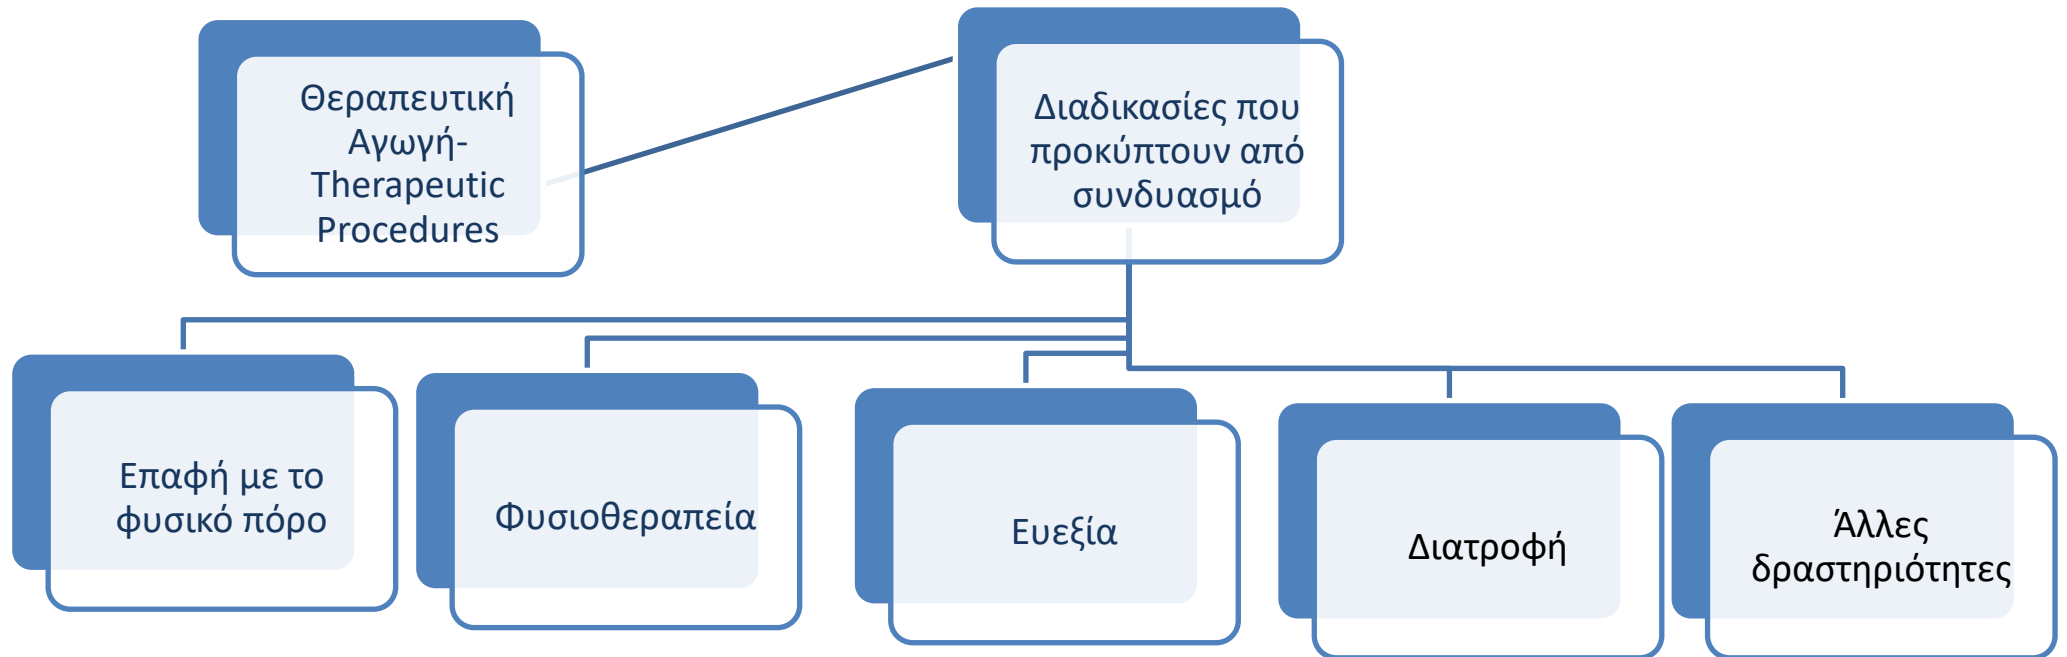 Θεραπευτική
Αγωγή-
Therapeutic
Procedures
Διαδικασίες που
προκύπτουν από
συνδυασμό
Επαφή με το
φυσικό πόρο
Φυσιοθεραπεία
Ευεξία
Διατροφή
Άλλες
δραστηριότητες